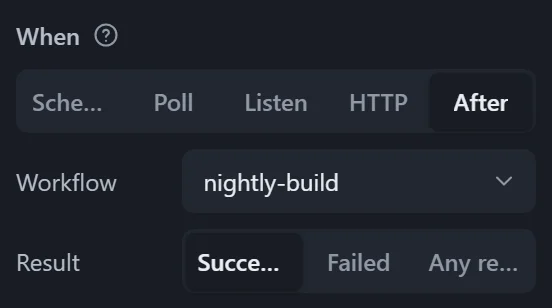 When ?
Sche... Poll Listen HTTP After
Workflow nightly-build
Result Succe... Failed Any re...